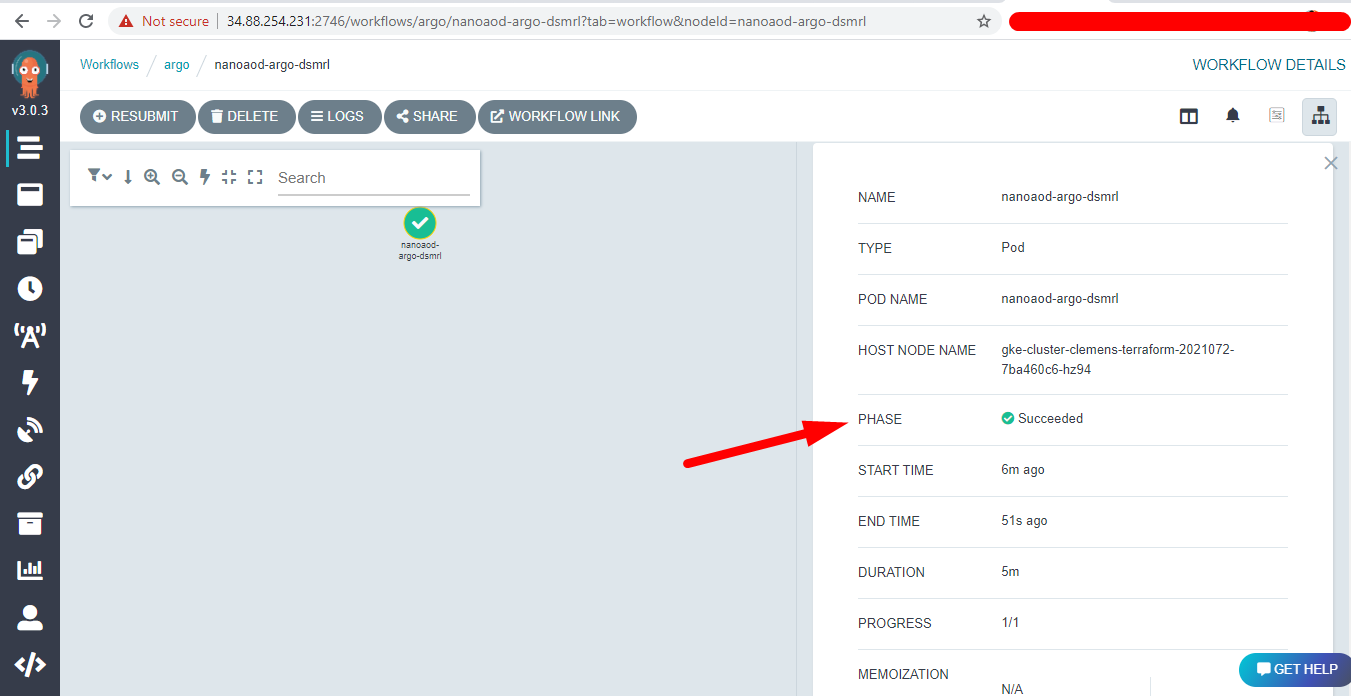 Not secure
34.88.254.231:2746/workflows/argo/nanoaod-argo-dsmrl?tab=workflow&nodeId=nanoaod-argo-dsmrl
v3.0.3
Workflows argo nanoaod-argo-dsmrl
WORKFLOW DETAILS
RESUBMIT DELETE LOGS SHARE WORKFLOW LINK
Search
nanoaod-
argo-dsmrl
NAME nanoaod-argo-dsmrl
TYPE Pod
POD NAME nanoaod-argo-dsmrl
HOST NODE NAME gke-cluster-clemens-terraform-2021072-
7ba460c6-hz94
PHASE Succeeded
START TIME 6m ago
END TIME 51s ago
DURATION 5m
PROGRESS 1/1
MEMOIZATION N/A
GET HELP